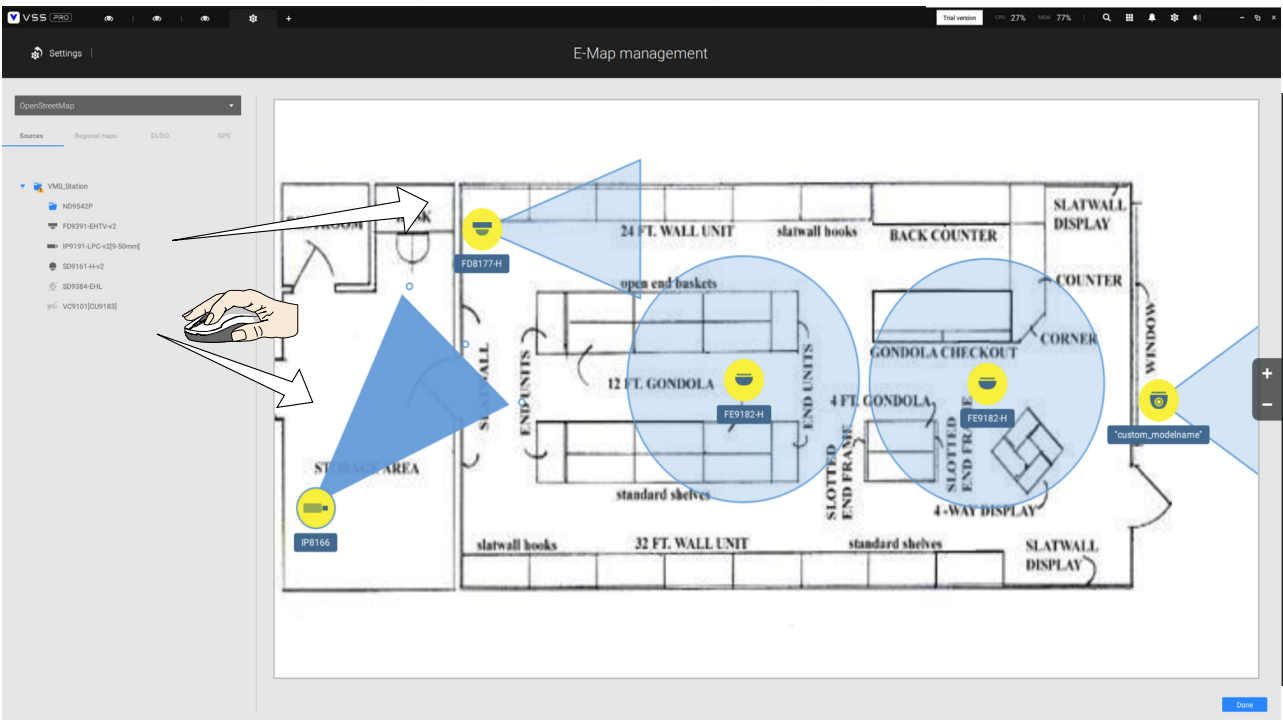 VSS PRO
Trial version
CPU 27%
MEM 77%
Settings
E-Map management
OpenStreetMap
Sources
Regional maps
DI/DO
GPS
VMS_Station
ND9542P
FD9391-EHTV-v2
IP9191-LPC-v2[9-50mm]
SD9161-H-v2
SD9384-EHL
VC9101[CU9183]
SLATWALL
DISPLAY
24 FT. WALL UNIT
slatwall hooks
BACK COUNTER
FD8177-H
open end baskets
COUNTER
WINDOW
CORNER
GONDOLA CHECKOUT
END UNITS
12 FT. GONDOLA
END UNITS
4 FT. GONDOLA
FE9182-H
FE9182-H
"custom_modelname"
SLOTTED
END FRAME
SLOTTED
END FRAME
STORAGE AREA
standard shelves
4-WAY DISPLAY
IP8166
slatwall hooks
32 FT. WALL UNIT
standard shelves
SLATWALL
DISPLAY
Done